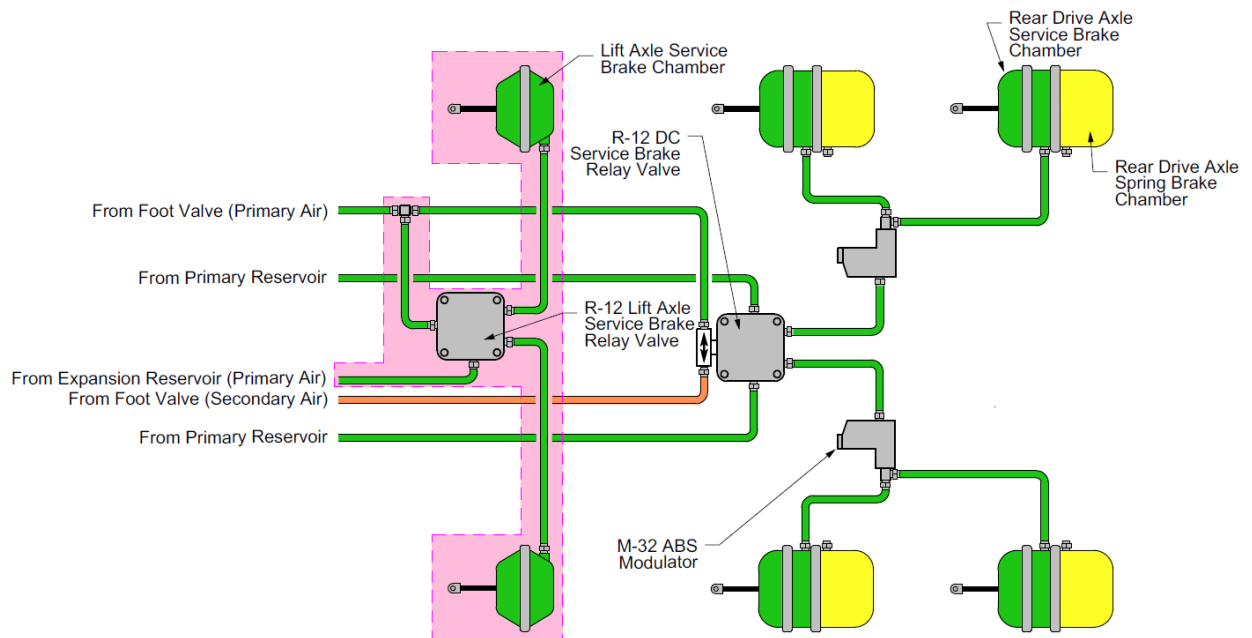 Lift Axle Service
Brake Chamber
Rear Drive Axle
Service Brake
Chamber
R-12 DC
Service Brake
Relay Valve
Rear Drive Axle
Spring Brake
Chamber
From Foot Valve (Primary Air)
From Primary Reservoir
R-12 Lift Axle
Service Brake
Relay Valve
From Expansion Reservoir (Primary Air)
From Foot Valve (Secondary Air)
From Primary Reservoir
M-32 ABS
Modulator